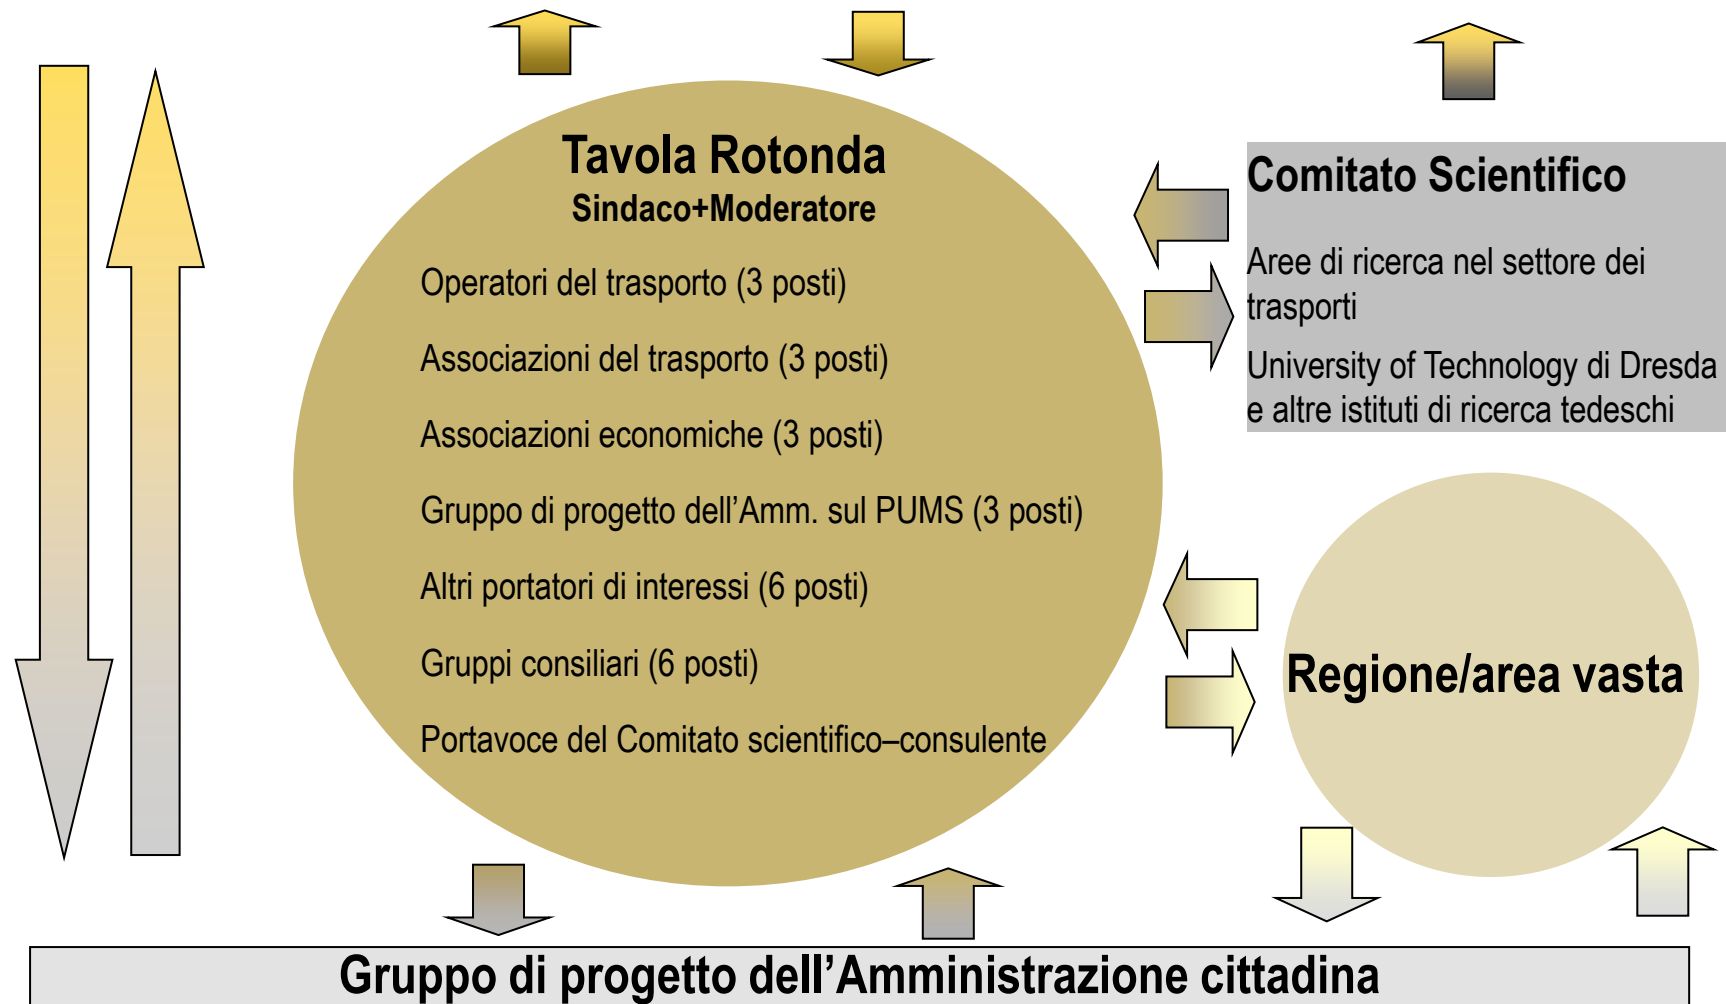 Tavola Rotonda
Sindaco+Moderatore
Operatori del trasporto (3 posti)
Associazioni del trasporto (3 posti)
Associazioni economiche (3 posti)
Gruppo di progetto dell’Amm. sul PUMS (3 posti)
Altri portatori di interessi (6 posti)
Gruppi consiliari (6 posti)
Portavoce del Comitato scientifico–consulente
Comitato Scientifico
Aree di ricerca nel settore dei
trasporti
University of Technology di Dresda
e altre istituti di ricerca tedeschi
Regione/area vasta
Gruppo di progetto dell’Amministrazione cittadina